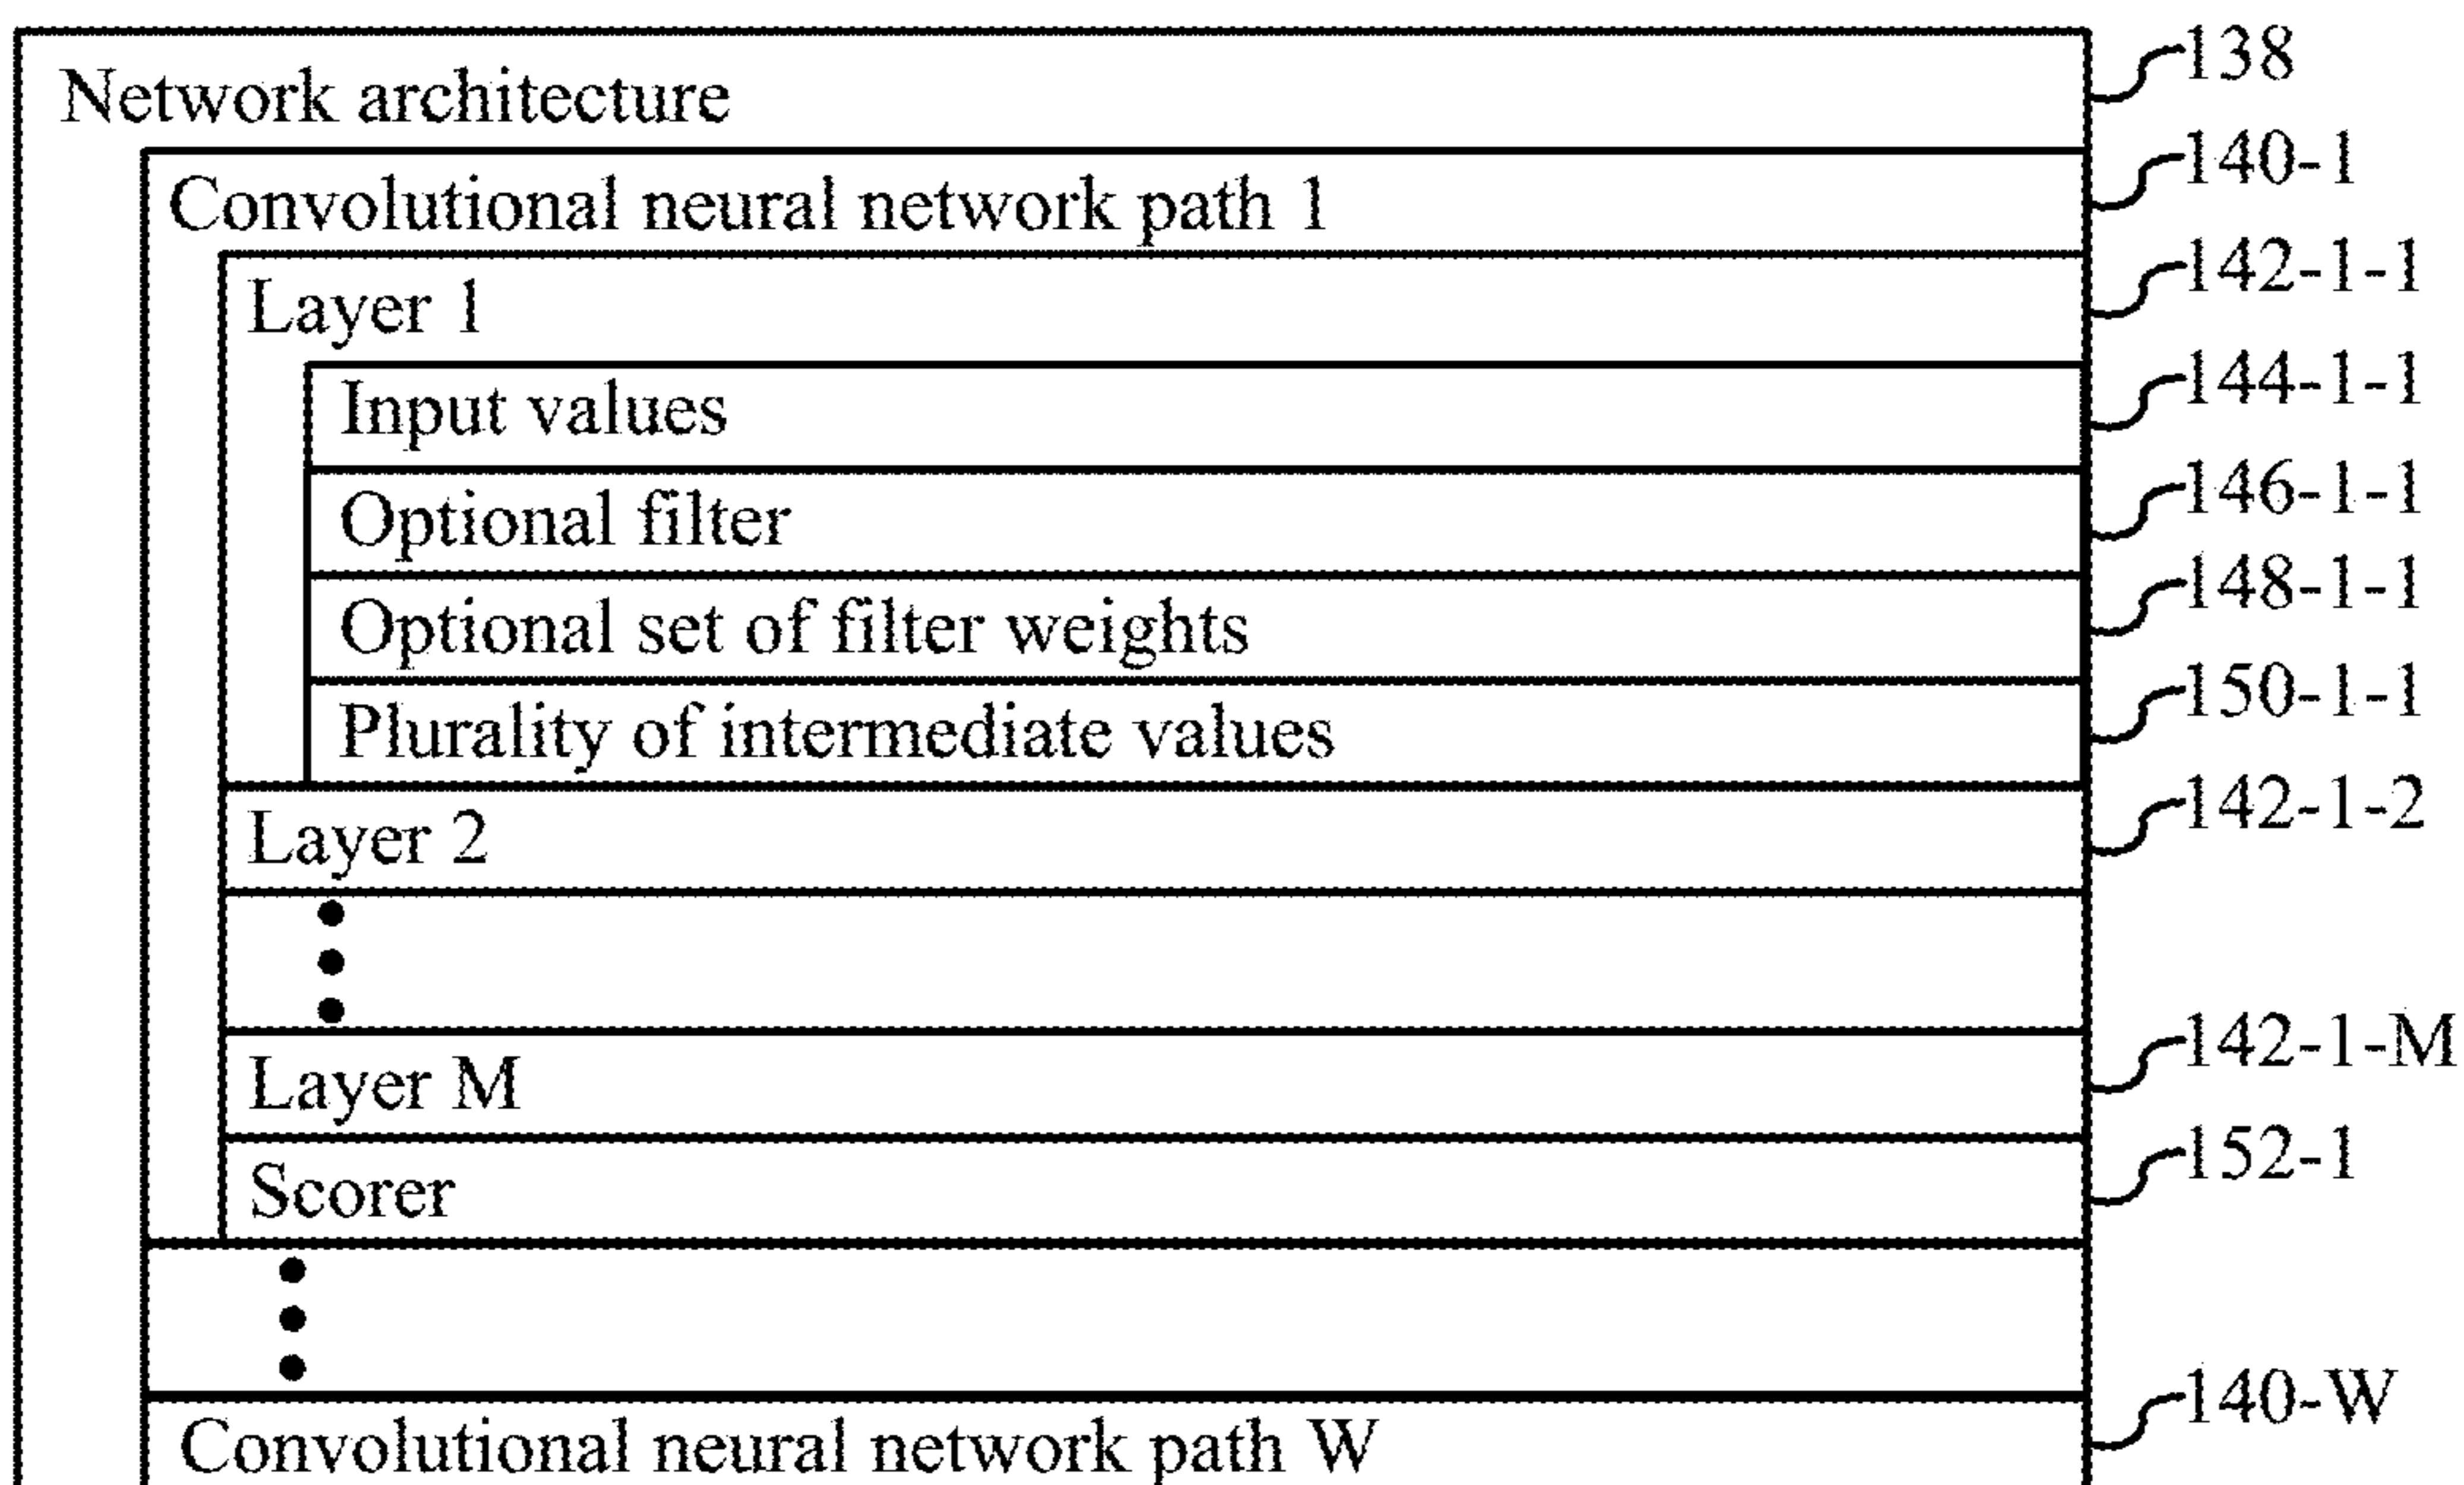 Network architecture 138
Convolutional neural network path 1 140-1
Layer 1 142-1-1
Input values 144-1-1
Optional filter 146-1-1
Optional set of filter weights 148-1-1
Plurality of intermediate values 150-1-1
Layer 2 142-1-2
Layer M 142-1-M
Scorer 152-1
Convolutional neural network path W 140-W